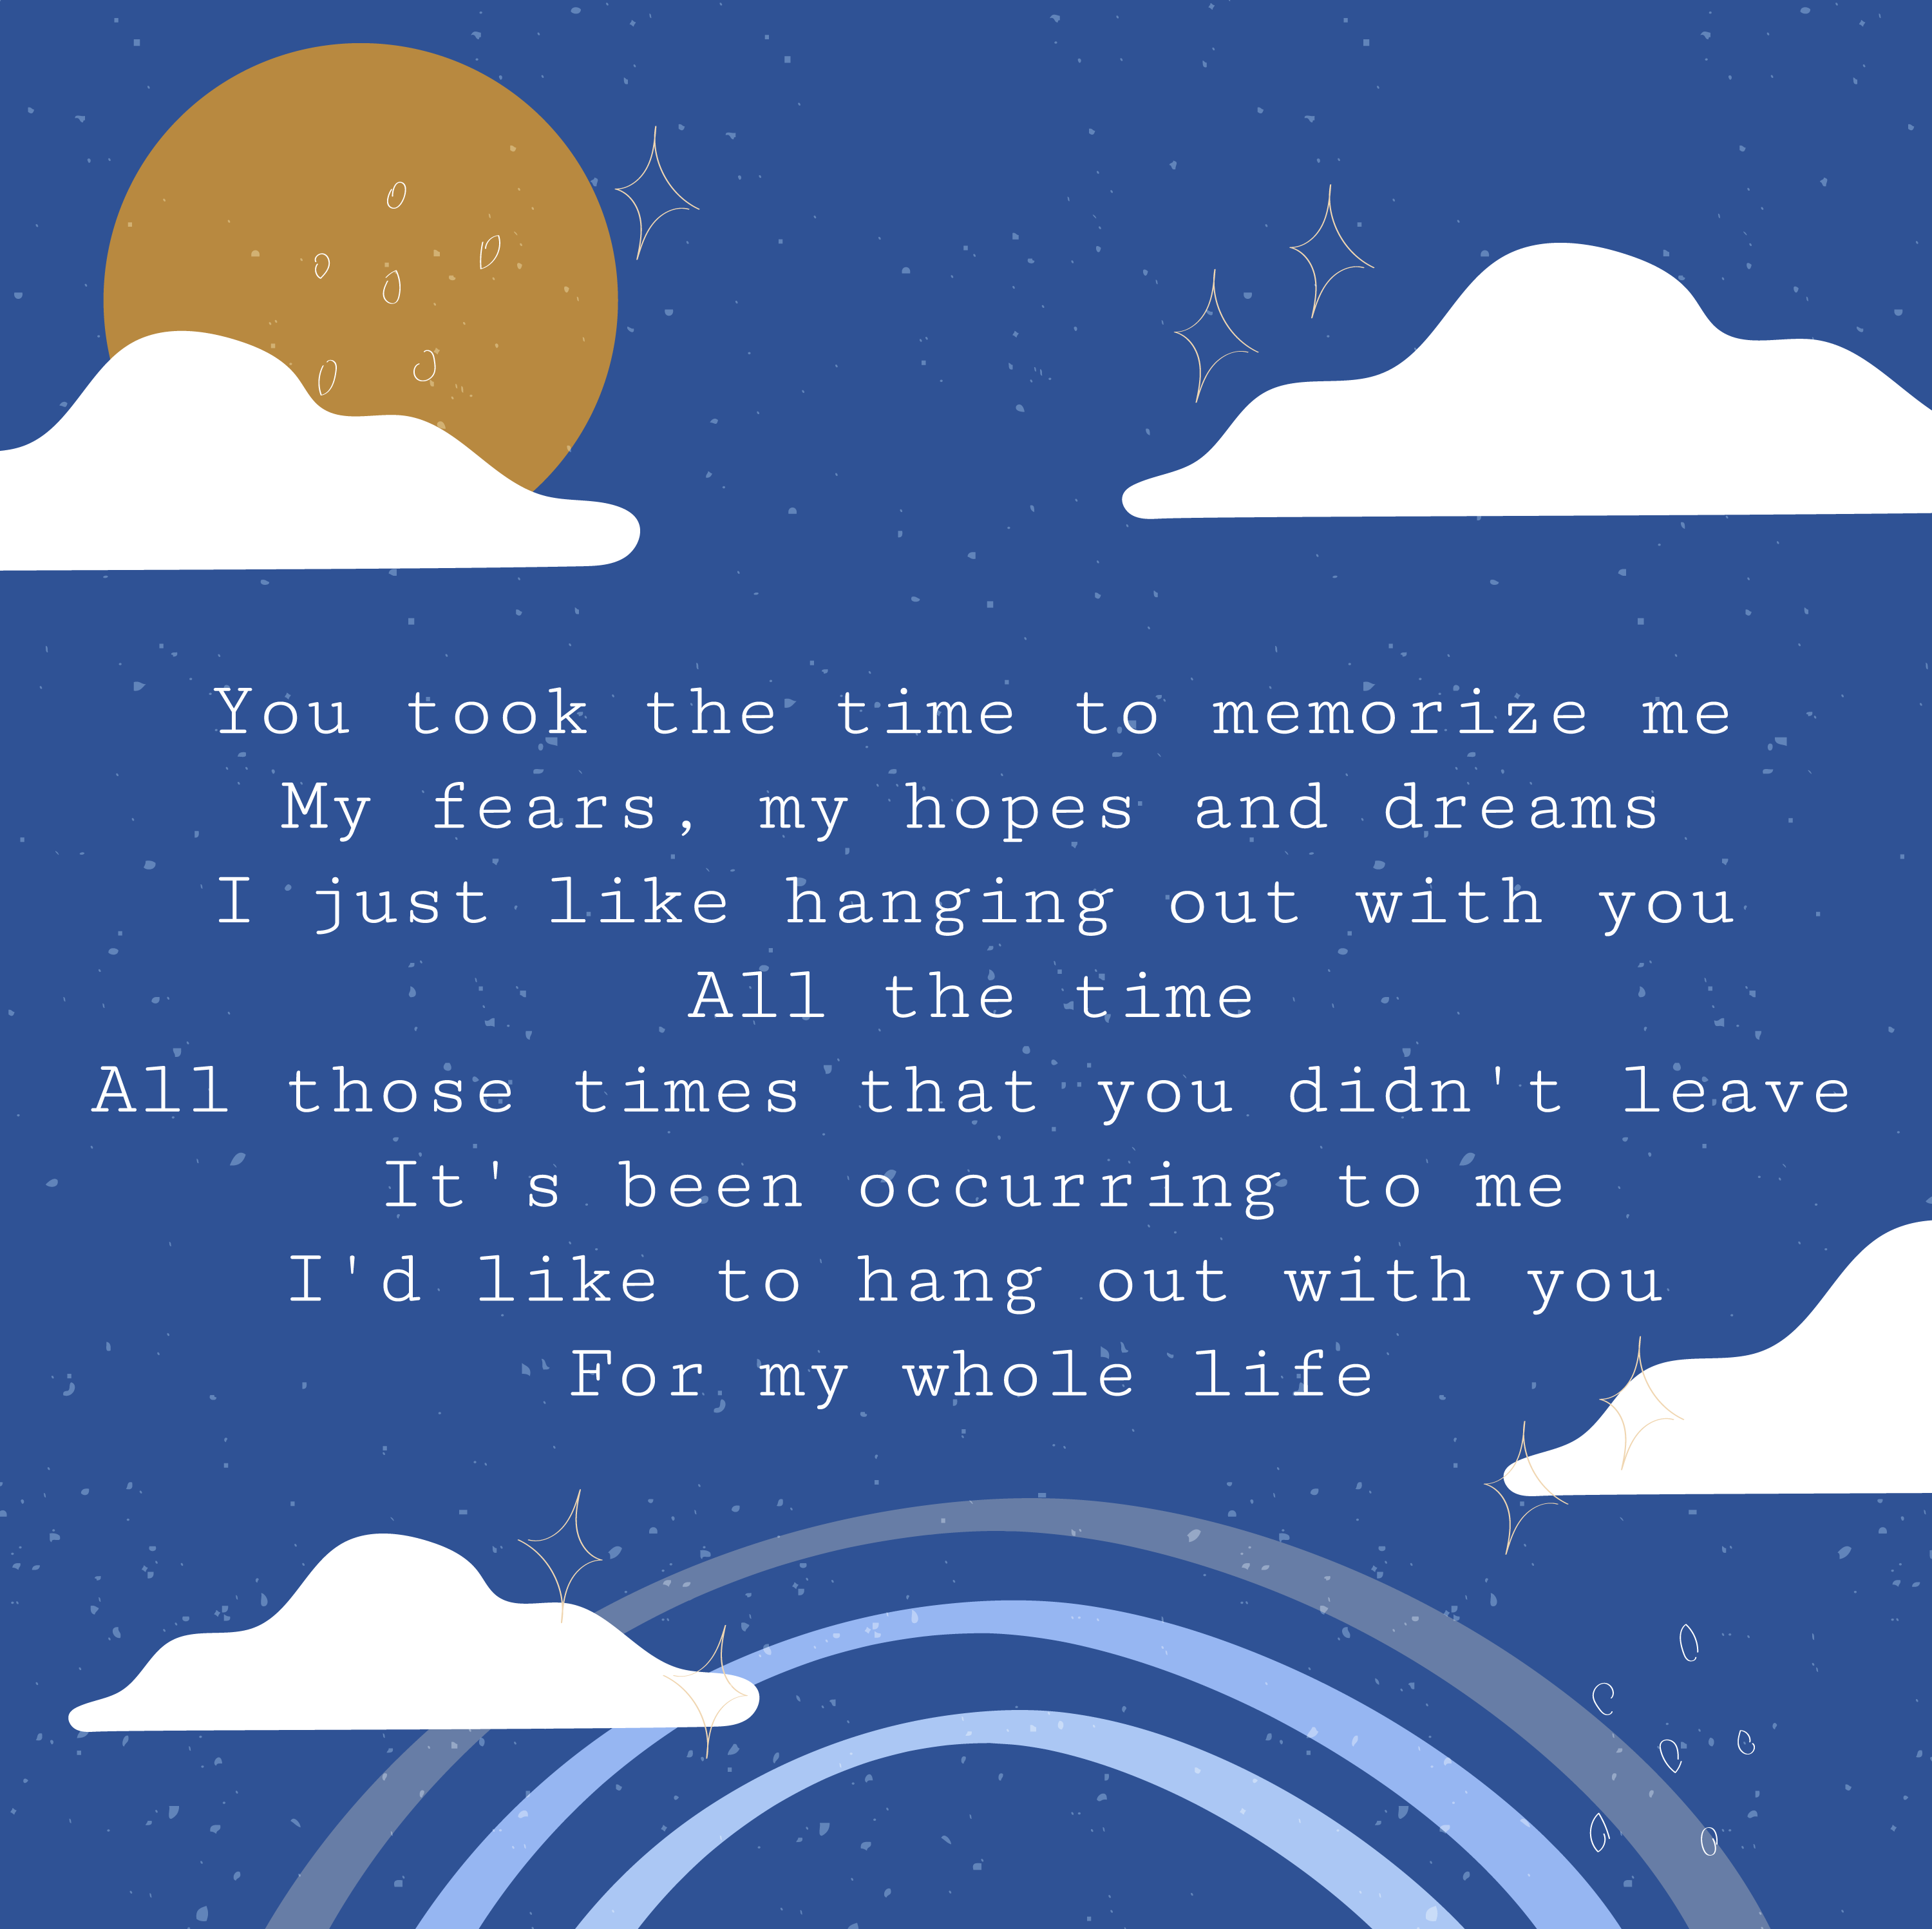 You took the time to memorize me
My fears, my hopes and dreams
I just like hanging out with you
All the time
All those times that you didn't leave
It's been occurring to me
I'd like to hang out with you
For my whole life